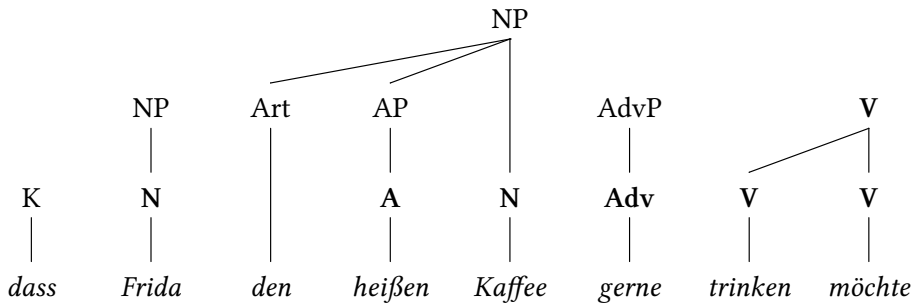 NP
NP Art AP AdvP V
K N A N Adv V V
dass Frida den heißen Kaffee gerne trinken möchte